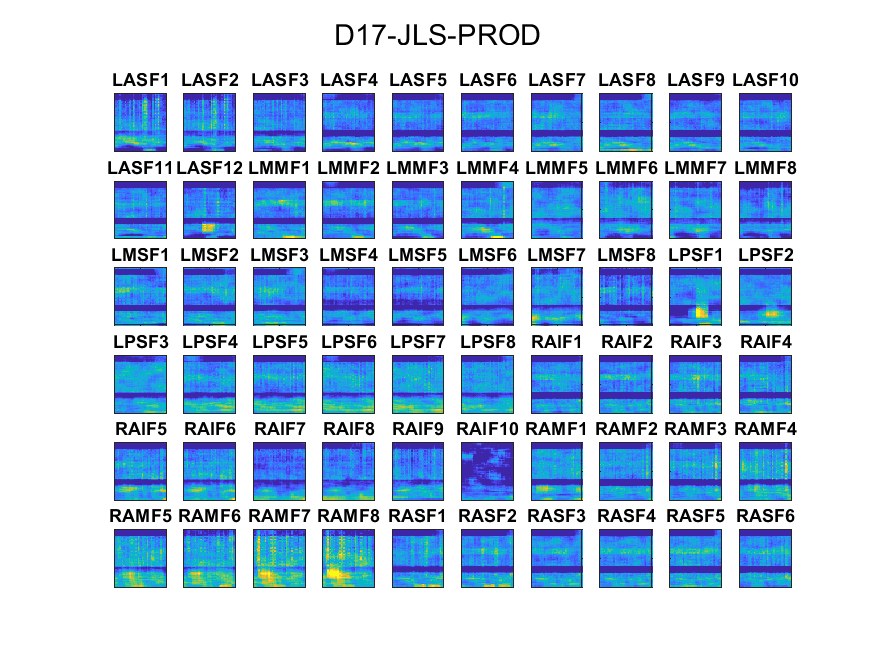 D17-JLS-PROD
LASF1 LASF2 LASF3 LASF4 LASF5 LASF6 LASF7 LASF8 LASF9 LASF10
LASF11 LASF12 LMMF1 LMMF2 LMMF3 LMMF4 LMMF5 LMMF6 LMMF7 LMMF8
LMSF1 LMSF2 LMSF3 LMSF4 LMSF5 LMSF6 LMSF7 LMSF8 LPSF1 LPSF2
LPSF3 LPSF4 LPSF5 LPSF6 LPSF7 LPSF8 RAIF1 RAIF2 RAIF3 RAIF4
RAIF5 RAIF6 RAIF7 RAIF8 RAIF9 RAIF10 RAMF1 RAMF2 RAMF3 RAMF4
RAMF5 RAMF6 RAMF7 RAMF8 RASF1 RASF2 RASF3 RASF4 RASF5 RASF6